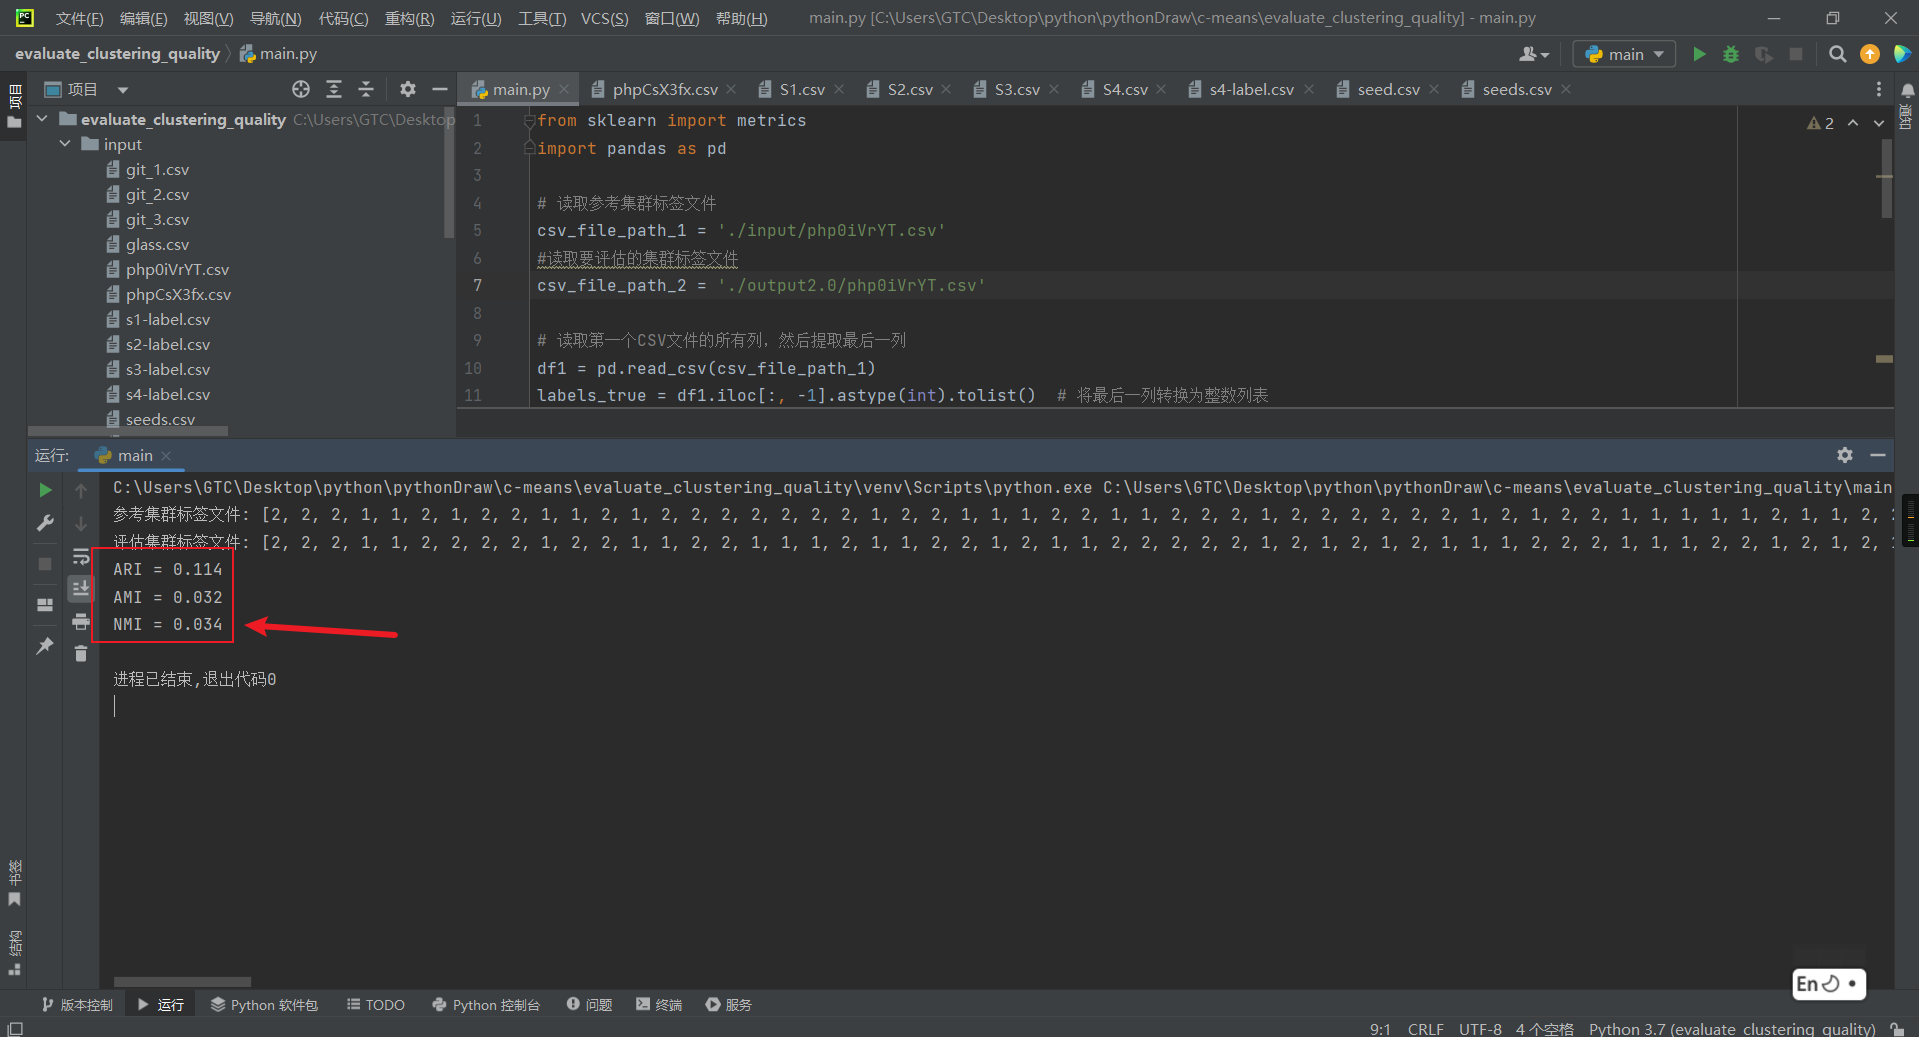 文件(F) 编辑(E) 视图(V) 导航(N) 代码(C) 重构(R) 运行(U) 工具(T) VCS(S) 窗口(W) 帮助(H) main.py [C:\Users\GTC\Desktop\python\pythonDraw\c-means\evaluate_clustering_quality] - main.py
evaluate_clustering_quality main.py main
项目
项目
main.py phpCsX3fx.csv S1.csv S2.csv S3.csv S4.csv s4-label.csv seed.csv seeds.csv
通知
evaluate_clustering_quality C:\Users\GTC\Desktop
input
git_1.csv
git_2.csv
git_3.csv
glass.csv
php0iVrYT.csv
phpCsX3fx.csv
s1-label.csv
s2-label.csv
s3-label.csv
s4-label.csv
seeds.csv
2
1 from sklearn import metrics
2 import pandas as pd
3
4 # 读取参考集群标签文件
5 csv_file_path_1 = './input/php0iVrYT.csv'
6 #读取要评估的集群标签文件
7 csv_file_path_2 = './output2.0/php0iVrYT.csv'
8
9 # 读取第一个CSV文件的所有列，然后提取最后一列
10 df1 = pd.read_csv(csv_file_path_1)
11 labels_true = df1.iloc[:, -1].astype(int).tolist() # 将最后一列转换为整数列表
运行: main
C:\Users\GTC\Desktop\python\pythonDraw\c-means\evaluate_clustering_quality\venv\Scripts\python.exe C:\Users\GTC\Desktop\python\pythonDraw\c-means\evaluate_clustering_quality\main
参考集群标签文件: [2, 2, 2, 1, 1, 2, 1, 2, 2, 1, 1, 2, 1, 2, 2, 2, 2, 2, 2, 2, 1, 2, 2, 1, 1, 1, 2, 2, 1, 1, 2, 2, 2, 1, 2, 2, 2, 2, 2, 2, 1, 2, 1, 2, 2, 1, 1, 1, 1, 1, 2, 1, 1, 2, 2
评估集群标签文件: [2, 2, 2, 1, 1, 2, 2, 2, 2, 1, 2, 2, 1, 1, 2, 2, 1, 1, 1, 2, 1, 1, 2, 2, 1, 2, 1, 1, 2, 2, 2, 2, 2, 1, 2, 1, 2, 1, 2, 1, 1, 1, 2, 2, 2, 1, 1, 1, 2, 2, 1, 2, 1, 2,
ARI = 0.114
AMI = 0.032
NMI = 0.034
进程已结束,退出代码0
书签
结构
En
版本控制 运行 Python 软件包 TODO Python 控制台 问题 终端 服务
9:1 CRLF UTF-8 4 个空格 Python 3.7 (evaluate_clustering_quality)